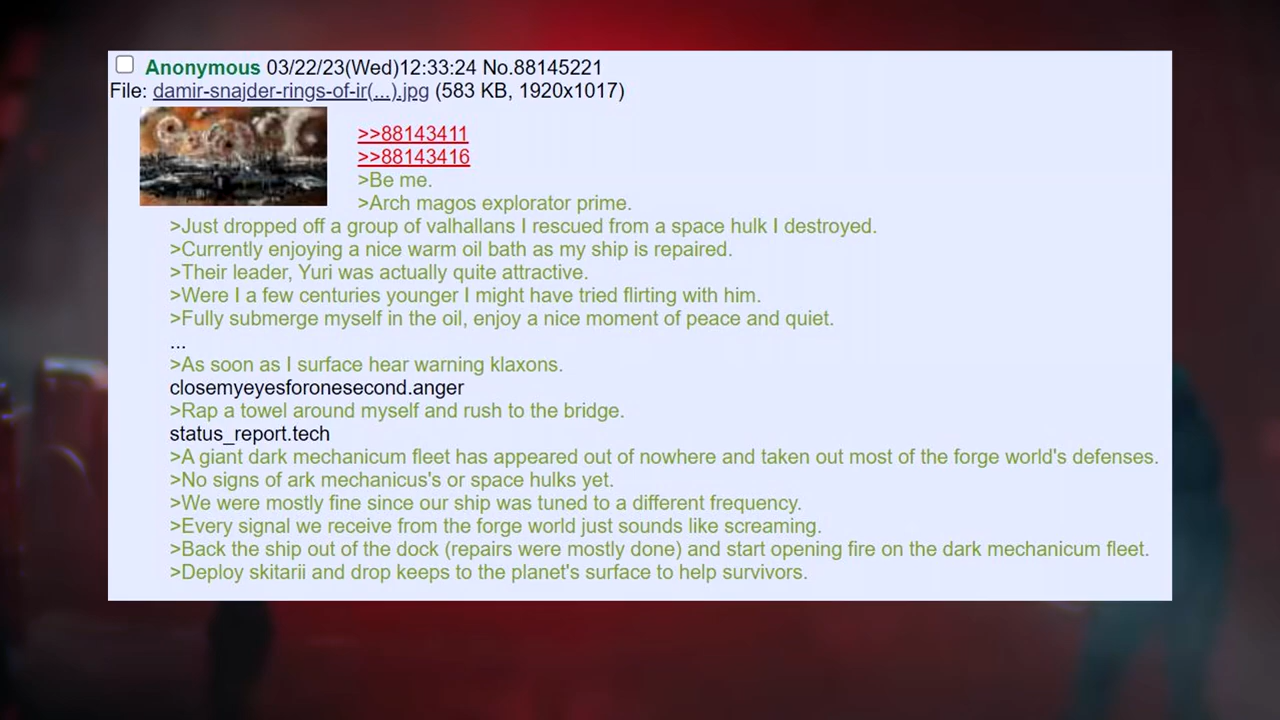 Anonymous 03/22/23(Wed)12:33:24 No.88145221
File: damir-snajder-rings-of-ir(...).jpg (583 KB, 1920x1017)
>>88143411
>>88143416
>Be me.
>Arch magos explorator prime.
>Just dropped off a group of valhallans I rescued from a space hulk I destroyed.
>Currently enjoying a nice warm oil bath as my ship is repaired.
>Their leader, Yuri was actually quite attractive.
>Were I a few centuries younger I might have tried flirting with him.
>Fully submerge myself in the oil, enjoy a nice moment of peace and quiet.
...
>As soon as I surface hear warning klaxons.
closemyeyesforonesecond.anger
>Rap a towel around myself and rush to the bridge.
status_report.tech
>A giant dark mechanicum fleet has appeared out of nowhere and taken out most of the forge world's defenses.
>No signs of ark mechanicus's or space hulks yet.
>We were mostly fine since our ship was tuned to a different frequency.
>Every signal we receive from the forge world just sounds like screaming.
>Back the ship out of the dock (repairs were mostly done) and start opening fire on the dark mechanicum fleet.
>Deploy skitarii and drop keeps to the planet's surface to help survivors.